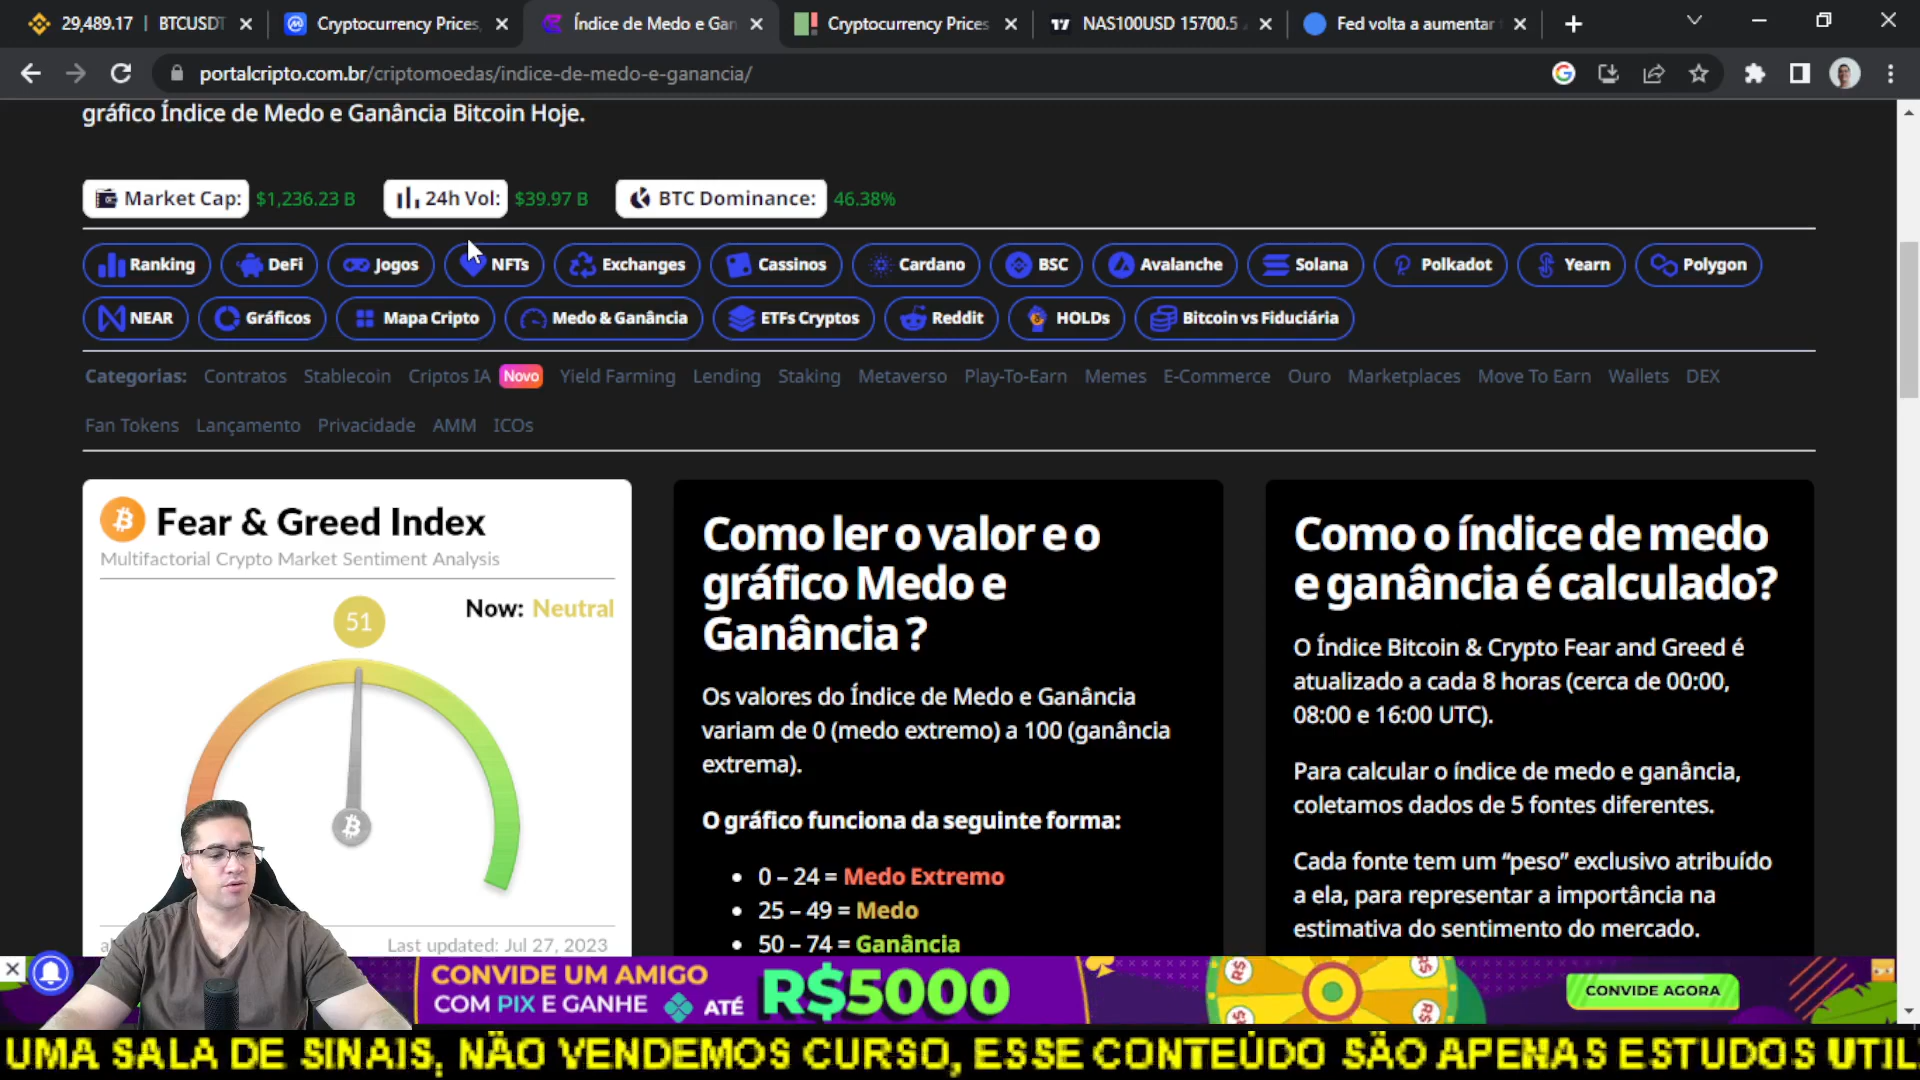 29,489.17 | BTCUSDT
Cryptocurrency Prices,
Índice de Medo e Gan
Cryptocurrency Prices
NAS100USD 15700.5
Fed volta a aumentar
portalcripto.com.br/criptomoedas/indice-de-medo-e-ganancia/
gráfico Índice de Medo e Ganância Bitcoin Hoje.
Market Cap: $1,236.23 B 24h Vol: $39.97 B BTC Dominance: 46.38%
Ranking DeFi Jogos NFTs Exchanges Cassinos Cardano BSC Avalanche Solana Polkadot Yearn Polygon
NEAR Gráficos Mapa Cripto Medo & Ganância ETFs Cryptos Reddit HOLDs Bitcoin vs Fiduciária
Categorias: Contratos Stablecoin Criptos IA Novo Yield Farming Lending Staking Metaverso Play-To-Earn Memes E-Commerce Ouro Marketplaces Move To Earn Wallets DEX
Fan Tokens Lançamento Privacidade AMM ICOs
Fear & Greed Index
Multifactorial Crypto Market Sentiment Analysis
Now: Neutral
51
Last updated: Jul 27, 2023
Como ler o valor e o
gráfico Medo e
Ganância ?
Os valores do Índice de Medo e Ganância
variam de 0 (medo extremo) a 100 (ganância
extrema).
O gráfico funciona da seguinte forma:
• 0 – 24 = Medo Extremo
• 25 – 49 = Medo
• 50 – 74 = Ganância
Como o índice de medo
e ganância é calculado?
O Índice Bitcoin & Crypto Fear and Greed é
atualizado a cada 8 horas (cerca de 00:00,
08:00 e 16:00 UTC).
Para calcular o índice de medo e ganância,
coletamos dados de 5 fontes diferentes.
Cada fonte tem um “peso” exclusivo atribuído
a ela, para representar a importância na
estimativa do sentimento do mercado.
CONVIDE UM AMIGO
COM PIX E GANHE ATÉ R$5000
R$ R$
R$ R$
CONVIDE AGORA
UMA SALA DE SINAIS, NÃO VENDEMOS CURSO, ESSE CONTEÚDO SÃO APENAS ESTUDOS UTIL